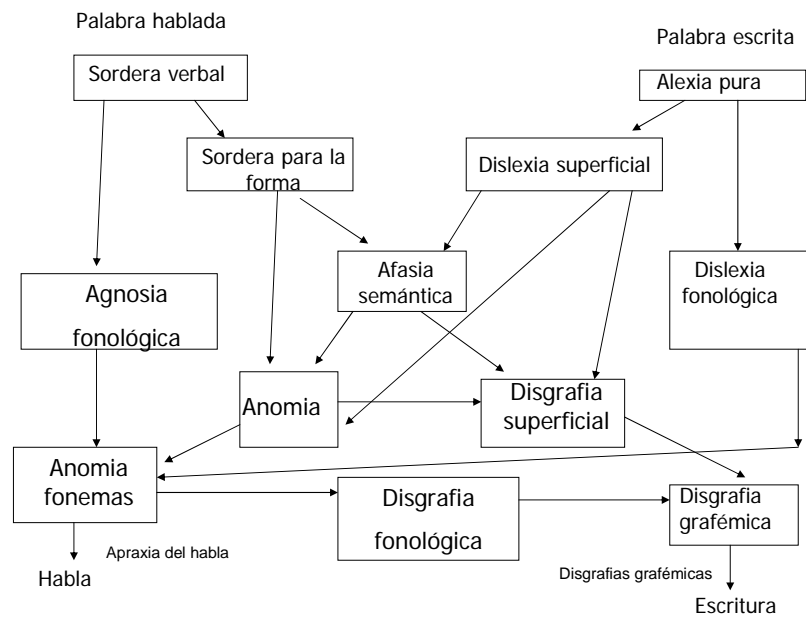 Palabra hablada
Palabra escrita
Sordera verbal
Alexia pura
Sordera para la
forma
Dislexia superficial
Afasia
semántica
Dislexia
fonológica
Agnosia
fonológica
Anomia
Disgrafia
superficial
Anomia
fonemas
Disgrafia
fonológica
Disgrafia
grafémica
Apraxia del habla
Habla
Disgrafias grafémicas
Escritura